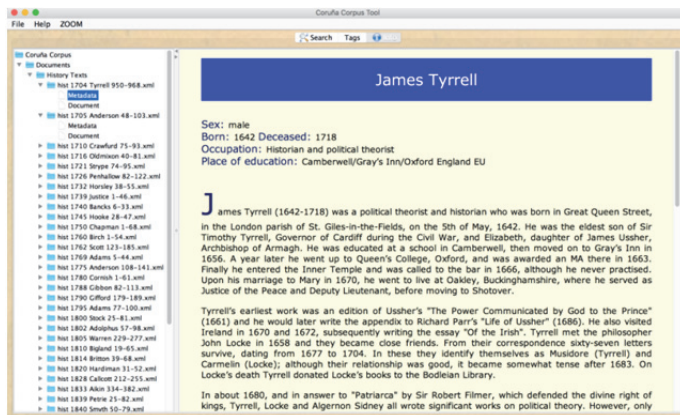 Coruña Corpus Tool
File Help ZOOM
Search Tags
Coruña Corpus
Documents
History Texts
hist 1704 Tyrrell 950-968.xml
Metadata
Document
hist 1705 Anderson 48-103.xml
Metadata
Document
hist 1710 Crawfurd 75-93.xml
hist 1716 Oldmixon 40-81.xml
hist 1721 Strype 74-95.xml
hist 1726 Penhallow 82-122.xml
hist 1732 Horsley 38-55.xml
hist 1739 Justice 1-46.xml
hist 1740 Bancks 6-33.xml
hist 1745 Hooke 28-47.xml
hist 1750 Chapman 1-68.xml
hist 1760 Birch 1-54.xml
hist 1762 Scott 123-185.xml
hist 1769 Adams 5-44.xml
hist 1775 Anderson 108-141.xml
hist 1780 Cornish 1-61.xml
hist 1788 Gibbon 82-113.xml
hist 1790 Gifford 179-189.xml
hist 1795 Adams 77-100.xml
hist 1800 Stock 25-81.xml
hist 1802 Adolphus 57-98.xml
hist 1805 Warren 229-277.xml
hist 1810 Bigland 19-65.xml
hist 1814 Britton 39-68.xml
hist 1820 Hardiman 31-52.xml
hist 1828 Callcott 212-255.xml
hist 1833 Aikin 334-382.xml
hist 1839 Petrie 25-82.xml
hist 1840 Smyth 50-79.xml
James Tyrrell
Sex: male
Born: 1642 Deceased: 1718
Occupation: Historian and political theorist
Place of education: Camberwell/Gray's Inn/Oxford England EU
James Tyrrell (1642-1718) was a political theorist and historian who was born in Great Queen Street,
in the London parish of St. Giles-in-the-Fields, on the 5th of May, 1642. He was the eldest son of Sir
Timothy Tyrrell, Governor of Cardiff during the Civil War, and Elizabeth, daughter of James Ussher,
Archbishop of Armagh. He was educated at a school in Camberwell, then moved on to Gray's Inn in
1656. A year later he went up to Queen's College, Oxford, and was awarded an MA there in 1663.
Finally he entered the Inner Temple and was called to the bar in 1666, although he never practised.
Upon his marriage to Mary in 1670, he went to live at Oakley, Buckinghamshire, where he served as
Justice of the Peace and Deputy Lieutenant, before moving to Shotover.
Tyrrell's earliest work was an edition of Ussher's "The Power Communicated by God to the Prince"
(1661) and he would later write the appendix to Richard Parr's "Life of Ussher" (1686). He also visited
Ireland in 1670 and 1672, subsequently writing the essay "Of the Irish". Tyrrell met the philosopher
John Locke in 1658 and they became close friends. From their correspondence sixty-seven letters
survive, dating from 1677 to 1704. In these they identify themselves as Musidore (Tyrrell) and
Carmelin (Locke); although their relationship was good, it became somewhat tense after 1683. On
Locke's death Tyrrell donated Locke's books to the Bodleian Library.
In about 1680, and in answer to "Patriarca" by Sir Robert Filmer, which defended the divine right of
kings, Tyrrell, Locke and Algernon Sidney all wrote significant works on political theory. However, only